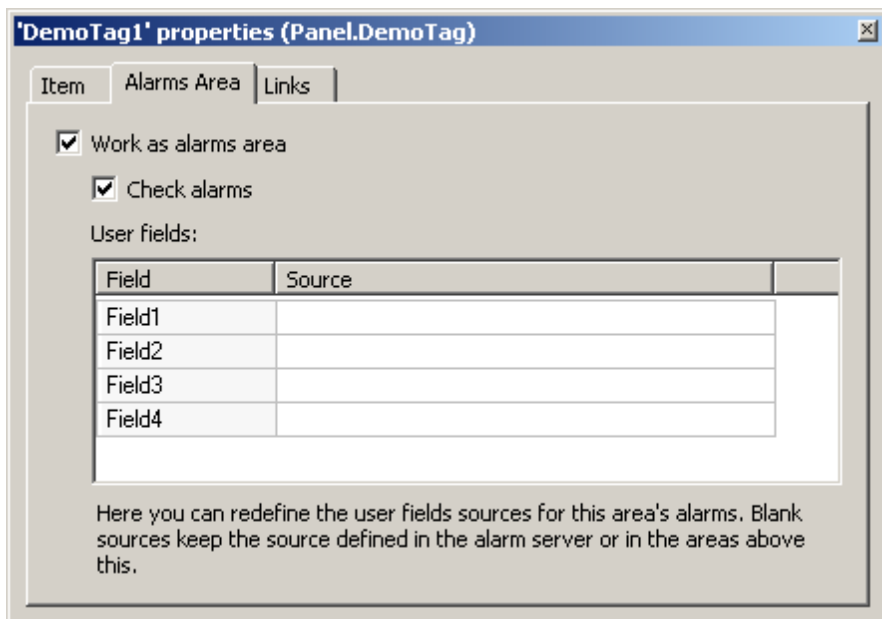 'DemoTag1' properties (Panel.DemoTag)
Item Alarms Area Links
Work as alarms area
Check alarms
User fields:
Field Source
Field1
Field2
Field3
Field4
Here you can redefine the user fields sources for this area's alarms. Blank
sources keep the source defined in the alarm server or in the areas above
this.